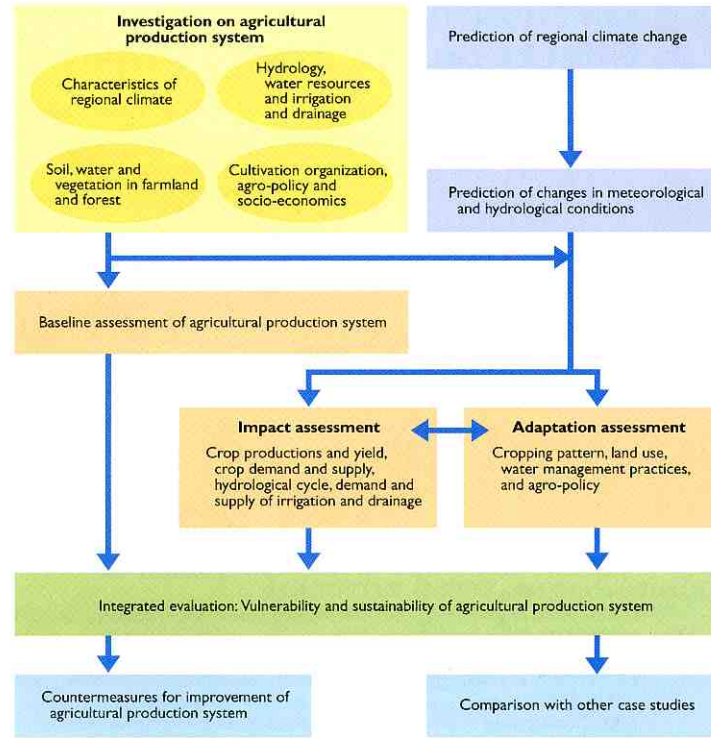 Investigation on agricultural
production system
Characteristics of
regional climate
Hydrology,
water resources
and irrigation
and drainage
Soil, water and
vegetation in farmland
and forest
Cultivation organization,
agro-policy and
socio-economics
Prediction of regional climate change
Prediction of changes in meteorological
and hydrological conditions
Baseline assessment of agricultural production system
Impact assessment
Crop productions and yield,
crop demand and supply,
hydrological cycle, demand and
supply of irrigation and drainage
Adaptation assessment
Cropping pattern, land use,
water management practices,
and agro-policy
Integrated evaluation: Vulnerability and sustainability of agricultural production system
Countermeasures for improvement of
agricultural production system
Comparison with other case studies